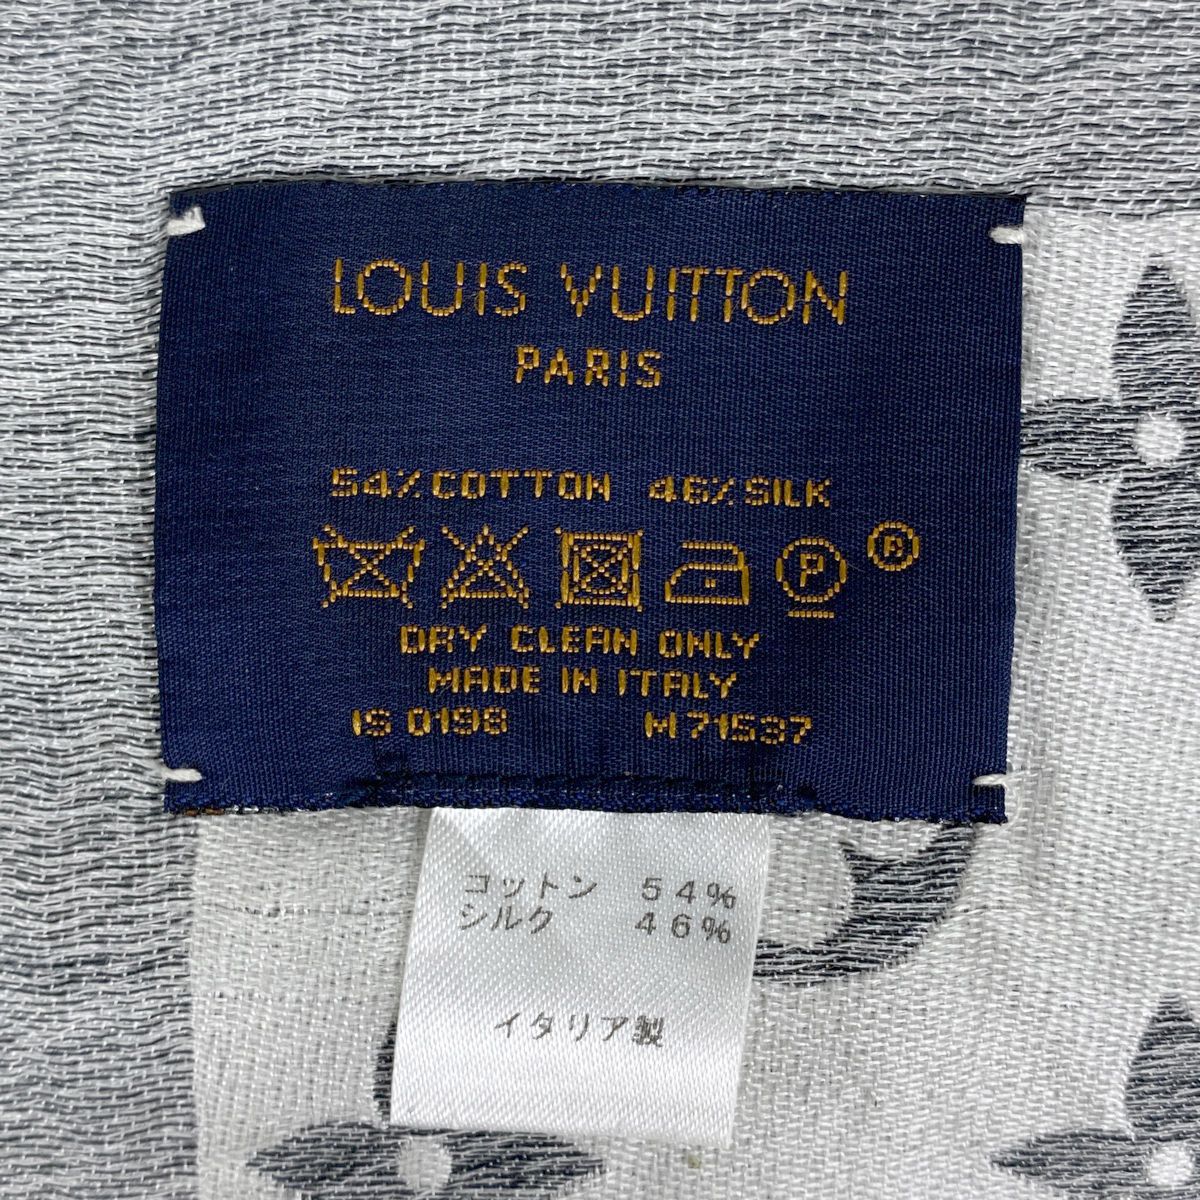 LOUIS VUITTON
PARIS
54% COTTON 46% SILK
P
R
DRY CLEAN ONLY
MADE IN ITALY
IS 0198 M71537
コットン 54%
シルク 46%
イタリア製